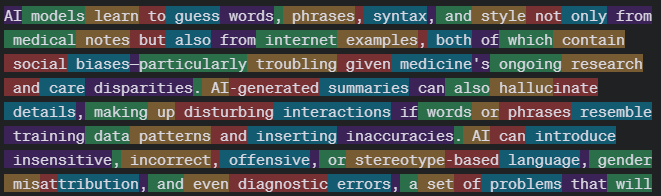 AI models learn to guess words, phrases, syntax, and style not only from
medical notes but also from internet examples, both of which contain
social biases—particularly troubling given medicine's ongoing research
and care disparities. AI-generated summaries can also hallucinate
details, making up disturbing interactions if words or phrases resemble
training data patterns and inserting inaccuracies. AI can introduce
insensitive, incorrect, offensive, or stereotype-based language, gender
misattribution, and even diagnostic errors, a set of problems that will